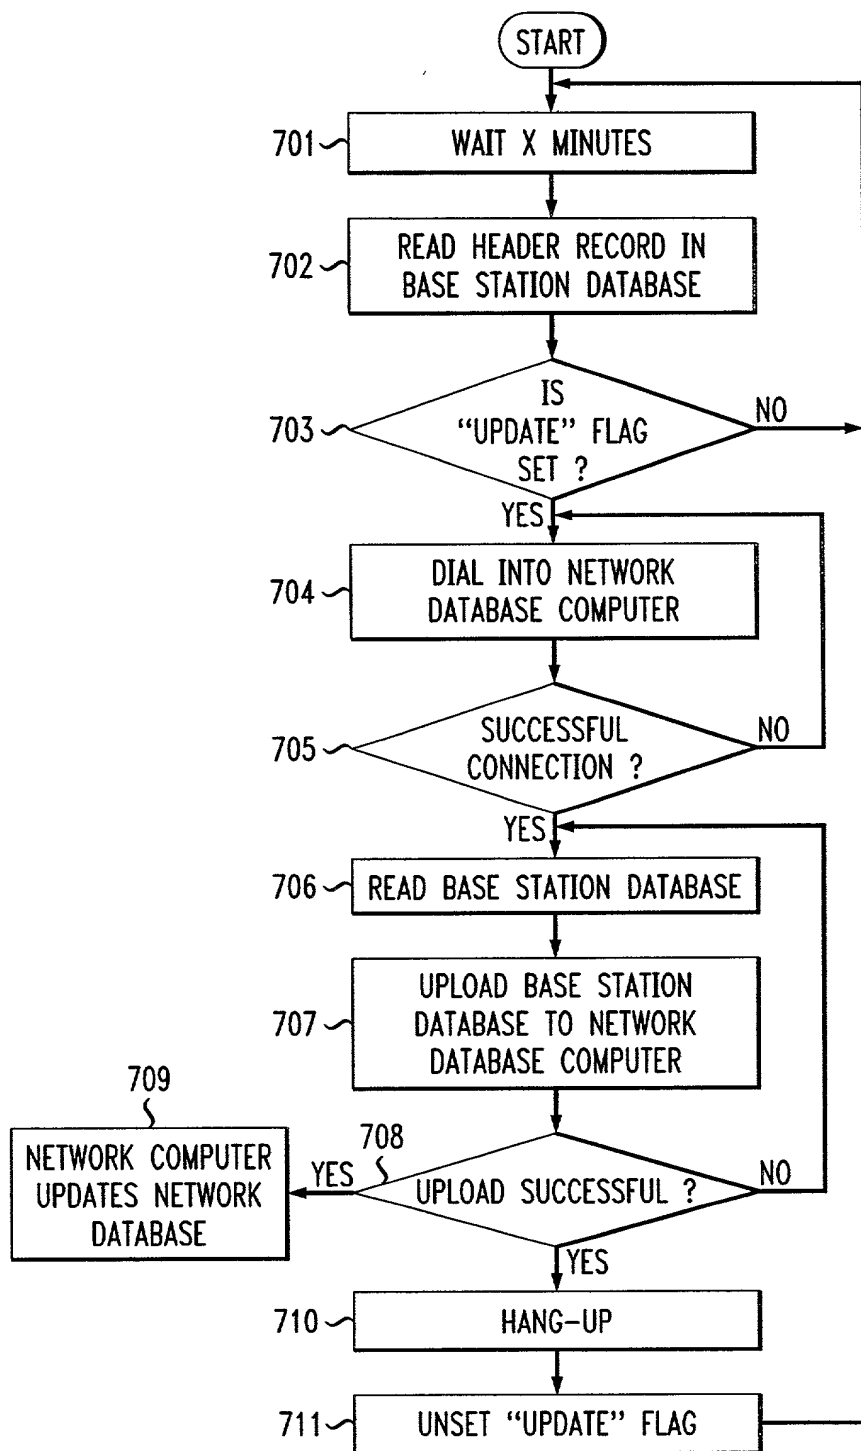 START
701
WAIT X MINUTES
702
READ HEADER RECORD IN
BASE STATION DATABASE
703
IS
"UPDATE" FLAG
SET ?
NO
YES
704
DIAL INTO NETWORK
DATABASE COMPUTER
705
SUCCESSFUL
CONNECTION ?
NO
YES
706
READ BASE STATION DATABASE
707
UPLOAD BASE STATION
DATABASE TO NETWORK
DATABASE COMPUTER
709
NETWORK COMPUTER
UPDATES NETWORK
DATABASE
YES
708
UPLOAD SUCCESSFUL ?
NO
YES
710
HANG-UP
711
UNSET "UPDATE" FLAG